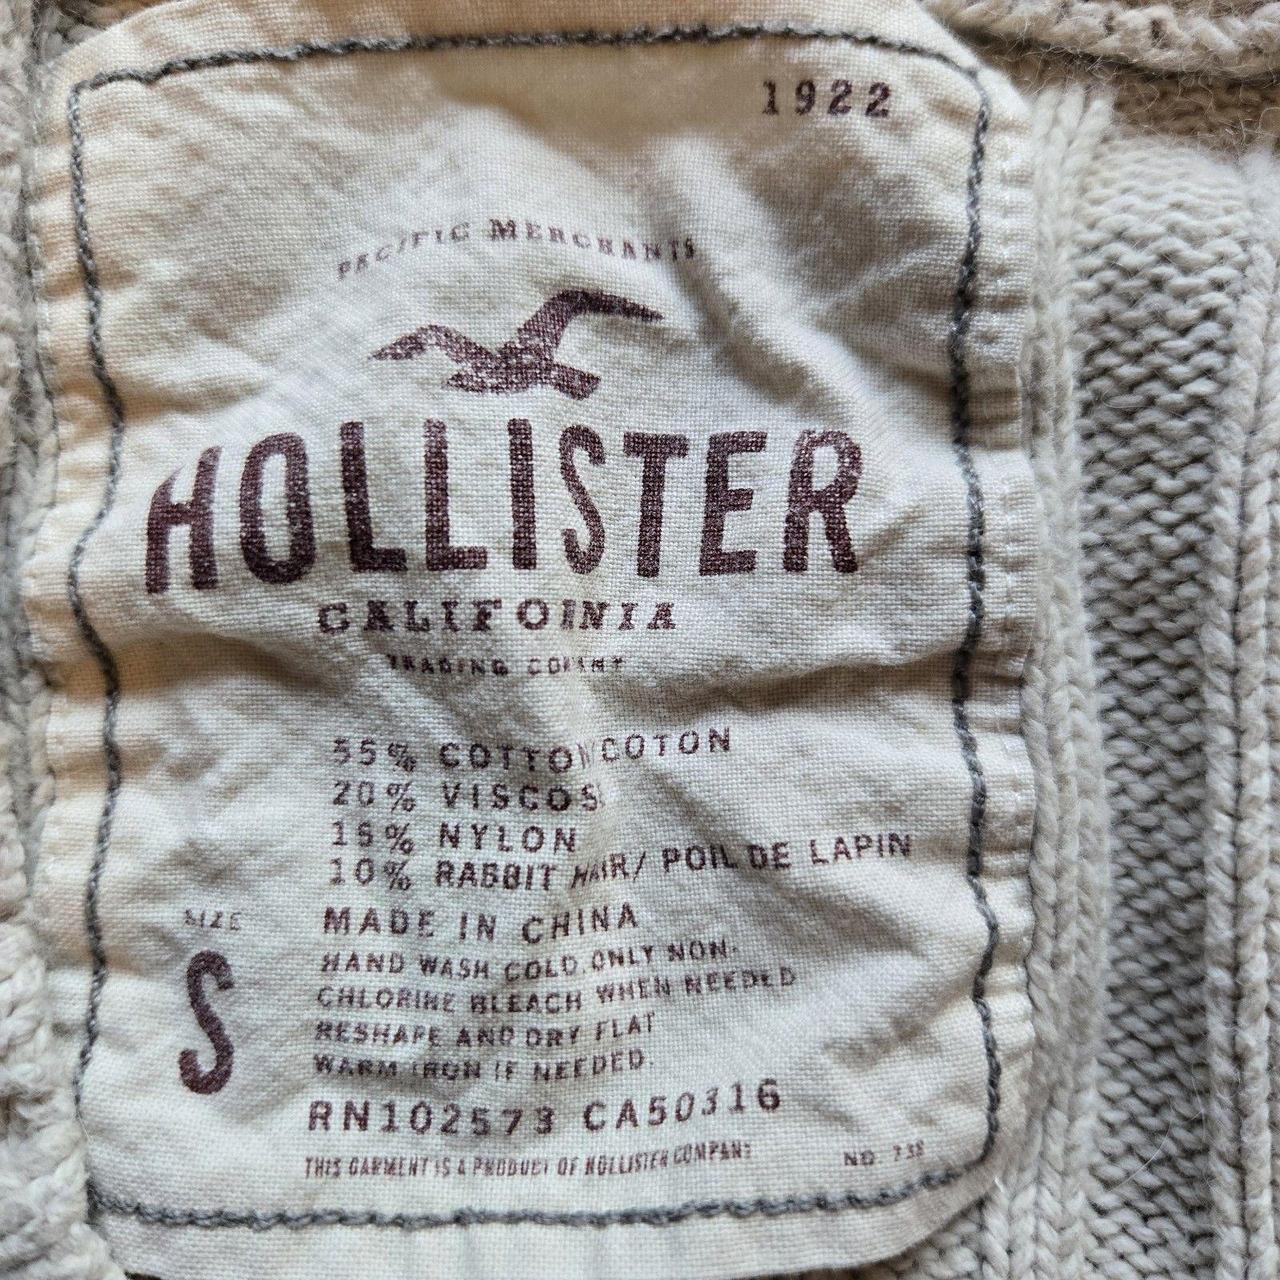 1922
PACIFIC MERCHANTS
HOLLISTER
CALIFORNIA
TRADING COMPANY
55% COTTON/COTON
20% VISCOSE
15% NYLON
10% RABBIT HAIR/ POIL DE LAPIN
SIZE
S
MADE IN CHINA
HAND WASH COLD. ONLY NON-
CHLORINE BLEACH WHEN NEEDED
RESHAPE AND DRY FLAT
WARM IRON IF NEEDED.
RN102573 CA50316
THIS GARMENT IS A PRODUCT OF HOLLISTER COMPANY
NO